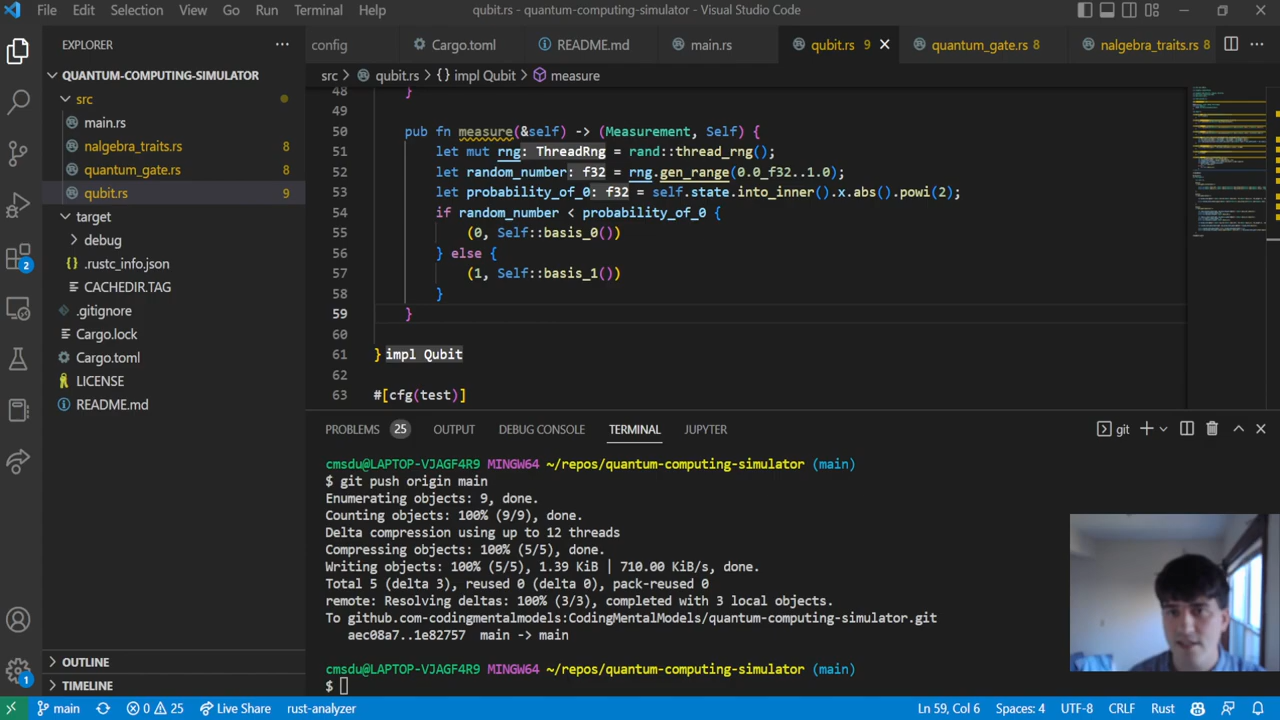 File Edit Selection View Go Run Terminal Help
qubit.rs - quantum-computing-simulator - Visual Studio Code
EXPLORER
config
Cargo.toml
README.md
main.rs
qubit.rs 9
quantum_gate.rs 8
nalgebra_traits.rs 8
QUANTUM-COMPUTING-SIMULATOR
src
main.rs
nalgebra_traits.rs 8
quantum_gate.rs 8
qubit.rs 9
target
debug
.rustc_info.json
CACHEDIR.TAG
.gitignore
Cargo.lock
Cargo.toml
LICENSE
README.md
OUTLINE
TIMELINE
2
1
src > qubit.rs > {} impl Qubit > measure
48 }
49
50 pub fn measure(&self) -> (Measurement, Self) {
51 let mut rng: ThreadRng = rand::thread_rng();
52 let random_number: f32 = rng.gen_range(0.0_f32..1.0);
53 let probability_of_0: f32 = self.state.into_inner().x.abs().powi(2);
54 if random_number < probability_of_0 {
55 (0, Self::basis_0())
56 } else {
57 (1, Self::basis_1())
58 }
59 }
60
61 } impl Qubit
62
63 #[cfg(test)]
PROBLEMS 25 OUTPUT DEBUG CONSOLE TERMINAL JUPYTER
git
cmsdu@LAPTOP-VJAGF4R9 MINGW64 ~/repos/quantum-computing-simulator (main)
$ git push origin main
Enumerating objects: 9, done.
Counting objects: 100% (9/9), done.
Delta compression using up to 12 threads
Compressing objects: 100% (5/5), done.
Writing objects: 100% (5/5), 1.39 KiB | 710.00 KiB/s, done.
Total 5 (delta 3), reused 0 (delta 0), pack-reused 0
remote: Resolving deltas: 100% (3/3), completed with 3 local objects.
To github.com-codingmentalmodels:CodingMentalModels/quantum-computing-simulator.git
aec08a7..1e82757 main -> main
cmsdu@LAPTOP-VJAGF4R9 MINGW64 ~/repos/quantum-computing-simulator (main)
$
main 0 25 Live Share rust-analyzer Ln 59, Col 6 Spaces: 4 UTF-8 CRLF Rust